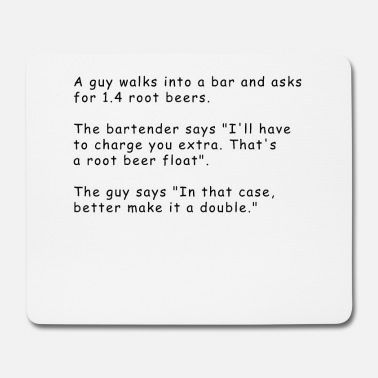 A guy walks into a bar and asks
for 1.4 root beers.
The bartender says "I'll have
to charge you extra. That's
a root beer float".
The guy says "In that case,
better make it a double."